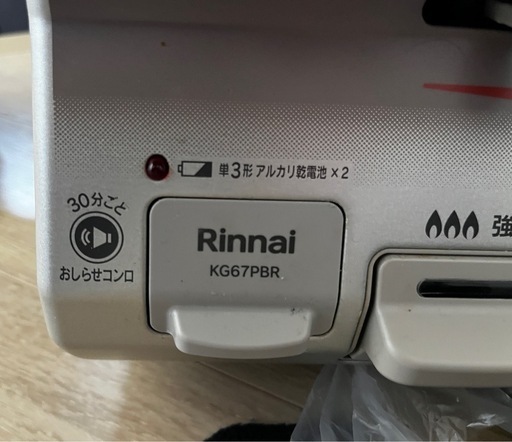 単3形 アルカリ乾電池×2
30分ごと
おしらせコンロ
Rinnai
KG67PBR
強